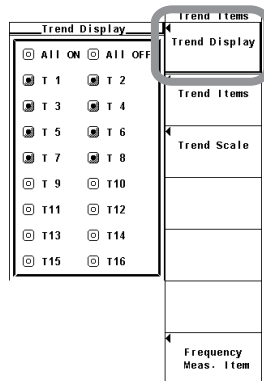 Trend Display
All ON All OFF
T 1 T 2
T 3 T 4
T 5 T 6
T 7 T 8
T 9 T10
T11 T12
T13 T14
T15 T16
Trend Items
Trend Display
Trend Items
Trend Scale
Frequency
Meas. Item